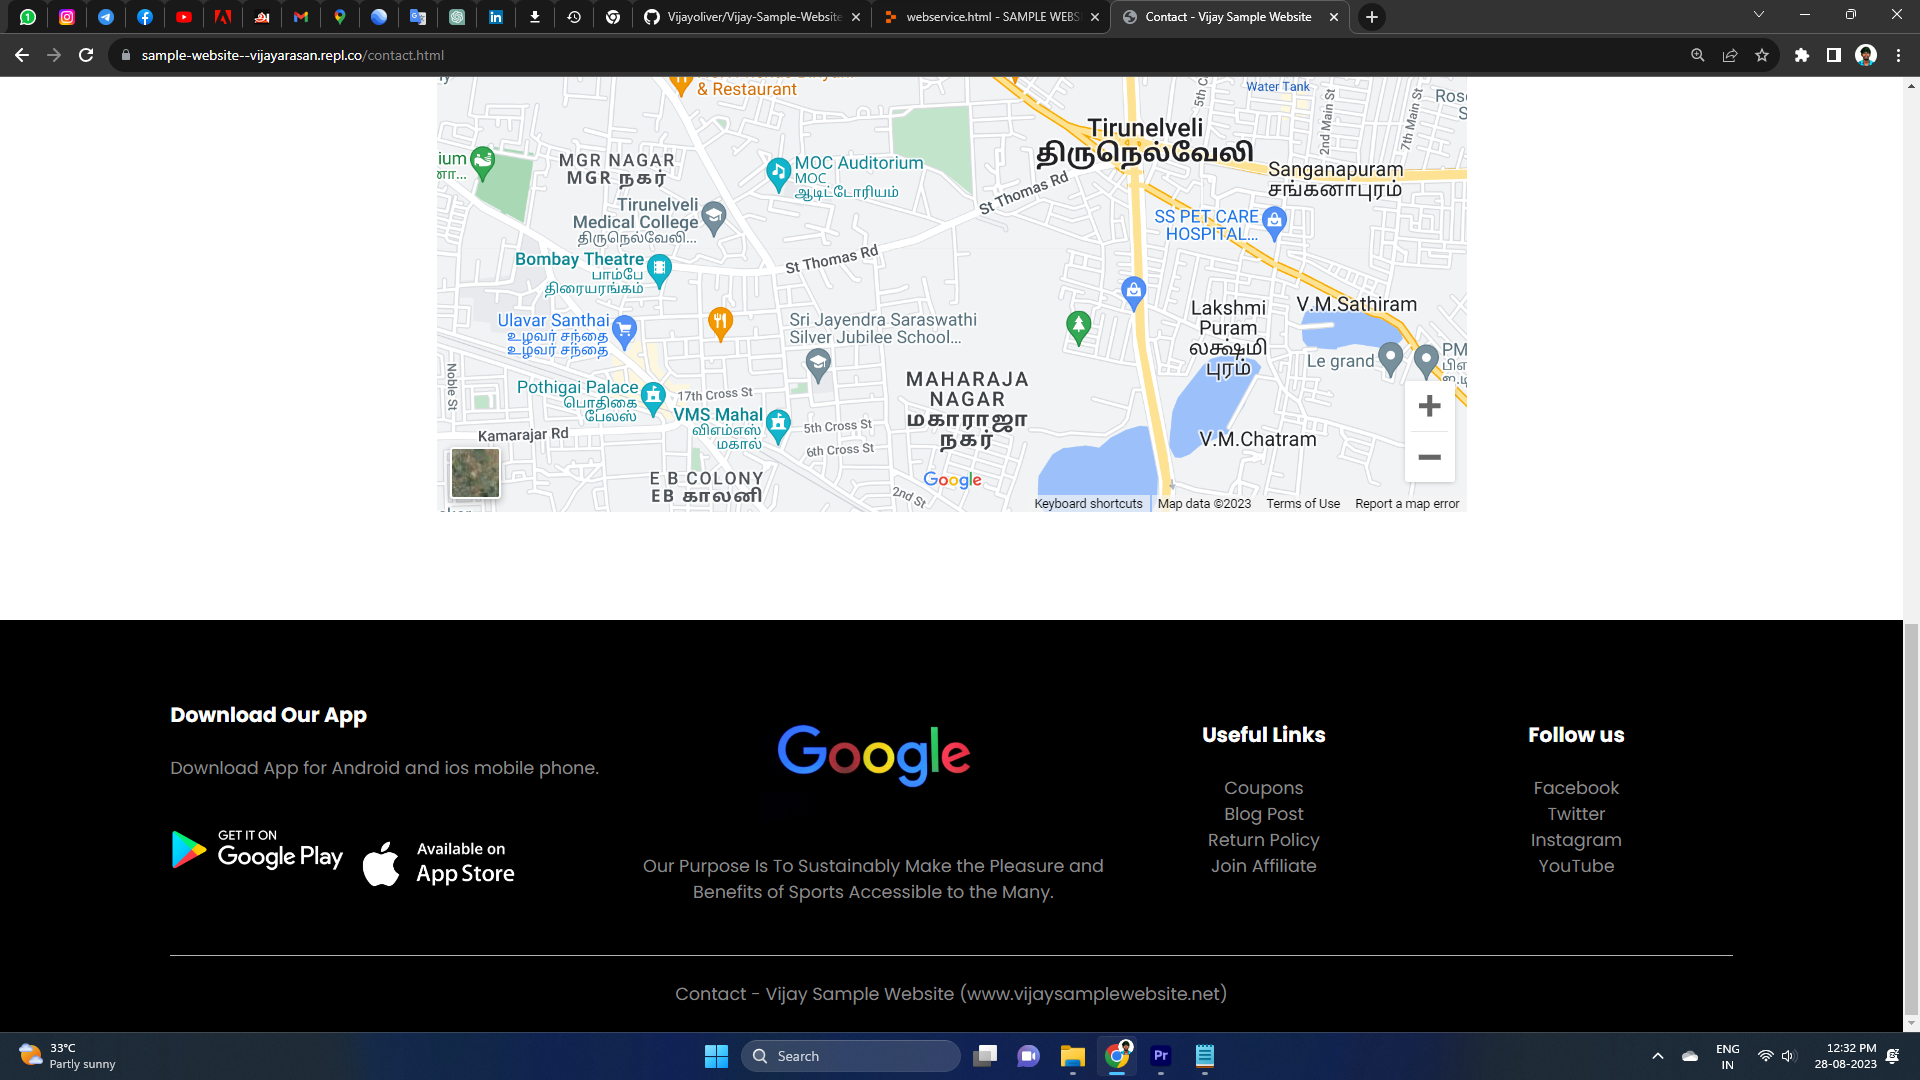 Vijayoliver/Vijay-Sample-Website
webservice.html - SAMPLE WEBS
Contact - Vijay Sample Website
sample-website--vijayarasan.repl.co/contact.html
& Restaurant
Water Tank
5th C
2nd Main St
7th Main St
Ros
S
Tirunelveli
திருநெல்வேலி
Sanganapuram
சங்கனாபுரம்
ium
னா...
MGR NAGAR
MGR நகர்
MOC Auditorium
MOC
ஆடிட்டோரியம்
St Thomas Rd
Tirunelveli
Medical College
திருநெல்வேலி...
SS PET CARE
HOSPITAL...
Bombay Theatre
பாம்பே
திரையரங்கம்
St Thomas Rd
Ulavar Santhai
உழவர் சந்தை
உழவர் சந்தை
Sri Jayendra Saraswathi
Silver Jubilee School...
Lakshmi
Puram
லக்ஷ்மி
புரம்
V.M.Sathiram
Le grand
PM
பிஎ
ஐ.டி
Noble St
Pothigai Palace
பொதிகை
பேலஸ்
17th Cross St
MAHARAJA
NAGAR
மகாராஜா
நகர்
VMS Mahal
விஎம்எஸ்
மகால்
5th Cross St
6th Cross St
Kamarajar Rd
V.M.Chatram
E B COLONY
EB காலனி
2nd St
Google
Keyboard shortcuts
Map data ©2023
Terms of Use
Report a map error
Download Our App
Download App for Android and ios mobile phone.
GET IT ON
Google Play
Available on
App Store
Google
Our Purpose Is To Sustainably Make the Pleasure and
Benefits of Sports Accessible to the Many.
Useful Links
Coupons
Blog Post
Return Policy
Join Affiliate
Follow us
Facebook
Twitter
Instagram
YouTube
Contact - Vijay Sample Website (www.vijaysamplewebsite.net)
33°C
Partly sunny
Search
Pr
ENG
IN
12:32 PM
28-08-2023